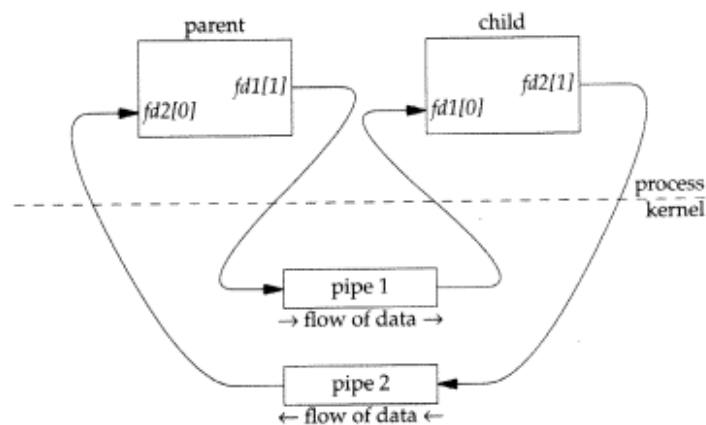 parent
child
fd1[1]
fd2[0]
fd2[1]
fd1[0]
process
kernel
pipe 1
→ flow of data →
pipe 2
← flow of data ←